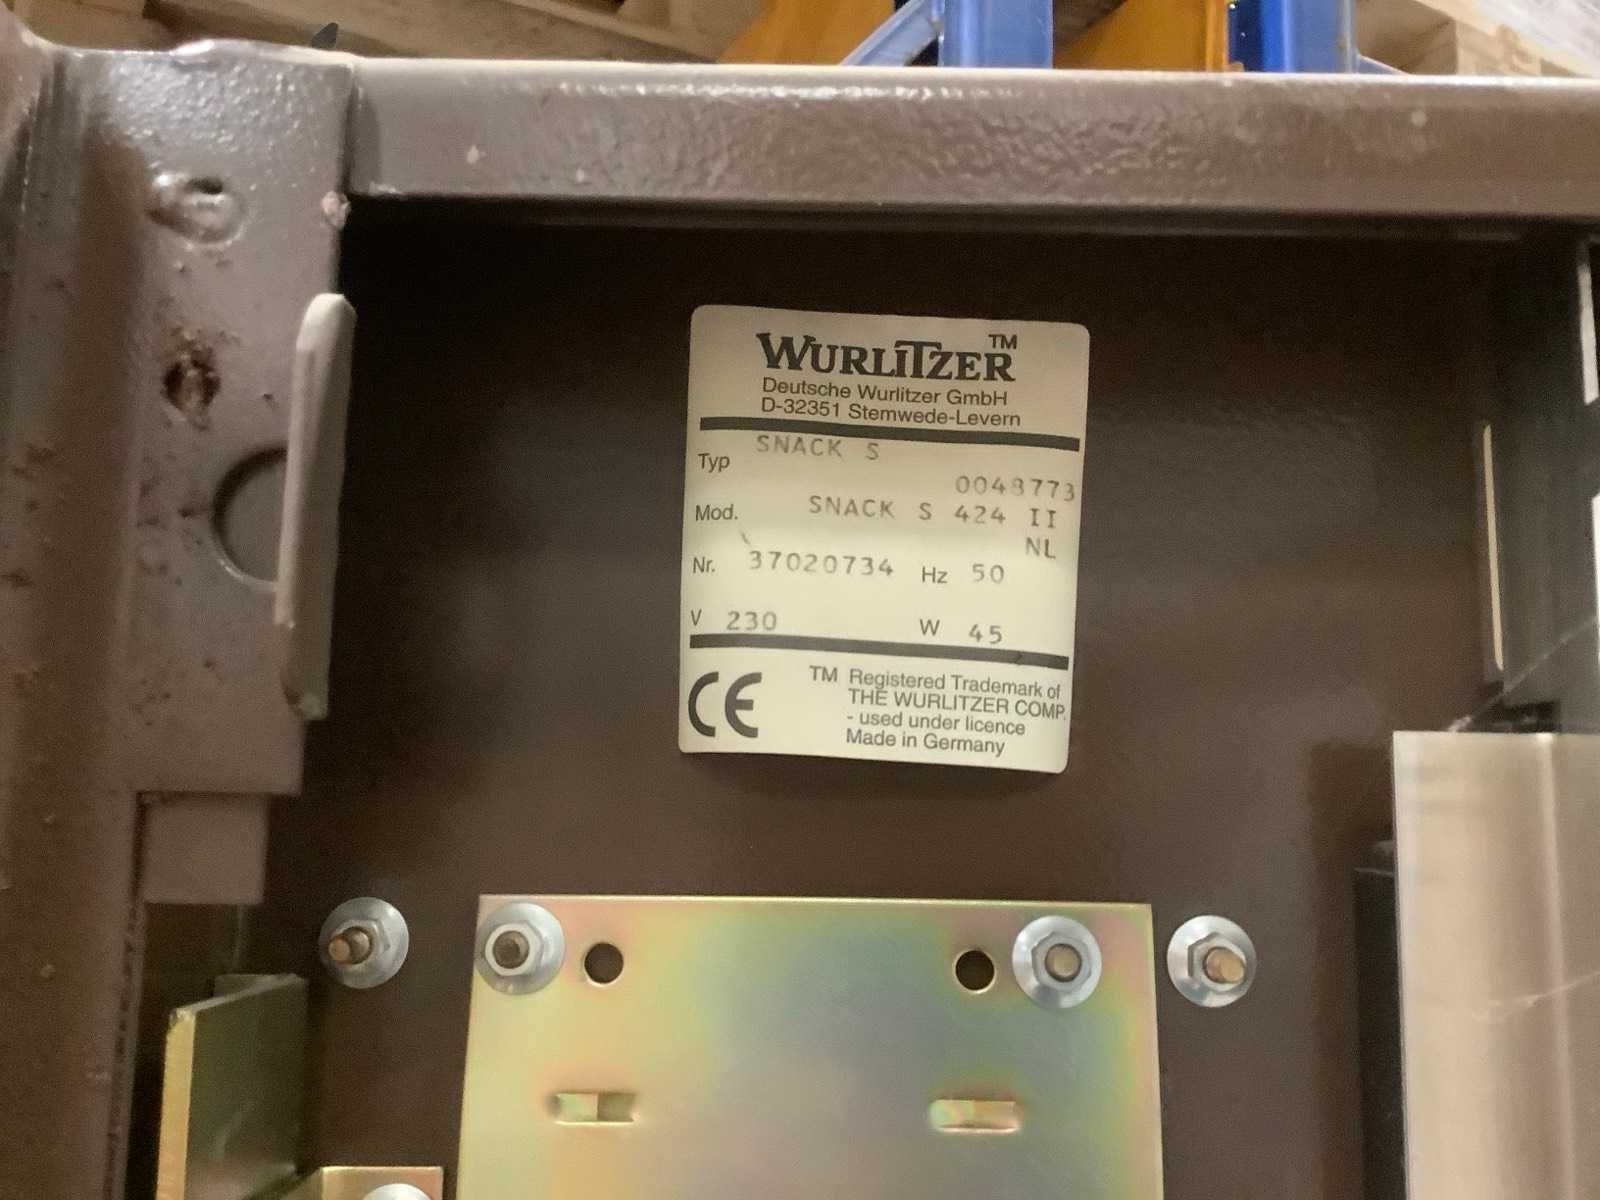 WURLITZER™
Deutsche Wurlitzer GmbH
D-32351 Stemwede-Levern
Typ SNACK S
0048773
Mod. SNACK S 424 II
NL
Nr. 37020734 Hz 50
V 230 W 45
CE TM Registered Trademark of
THE WURLITZER COMP.
- used under licence
Made in Germany